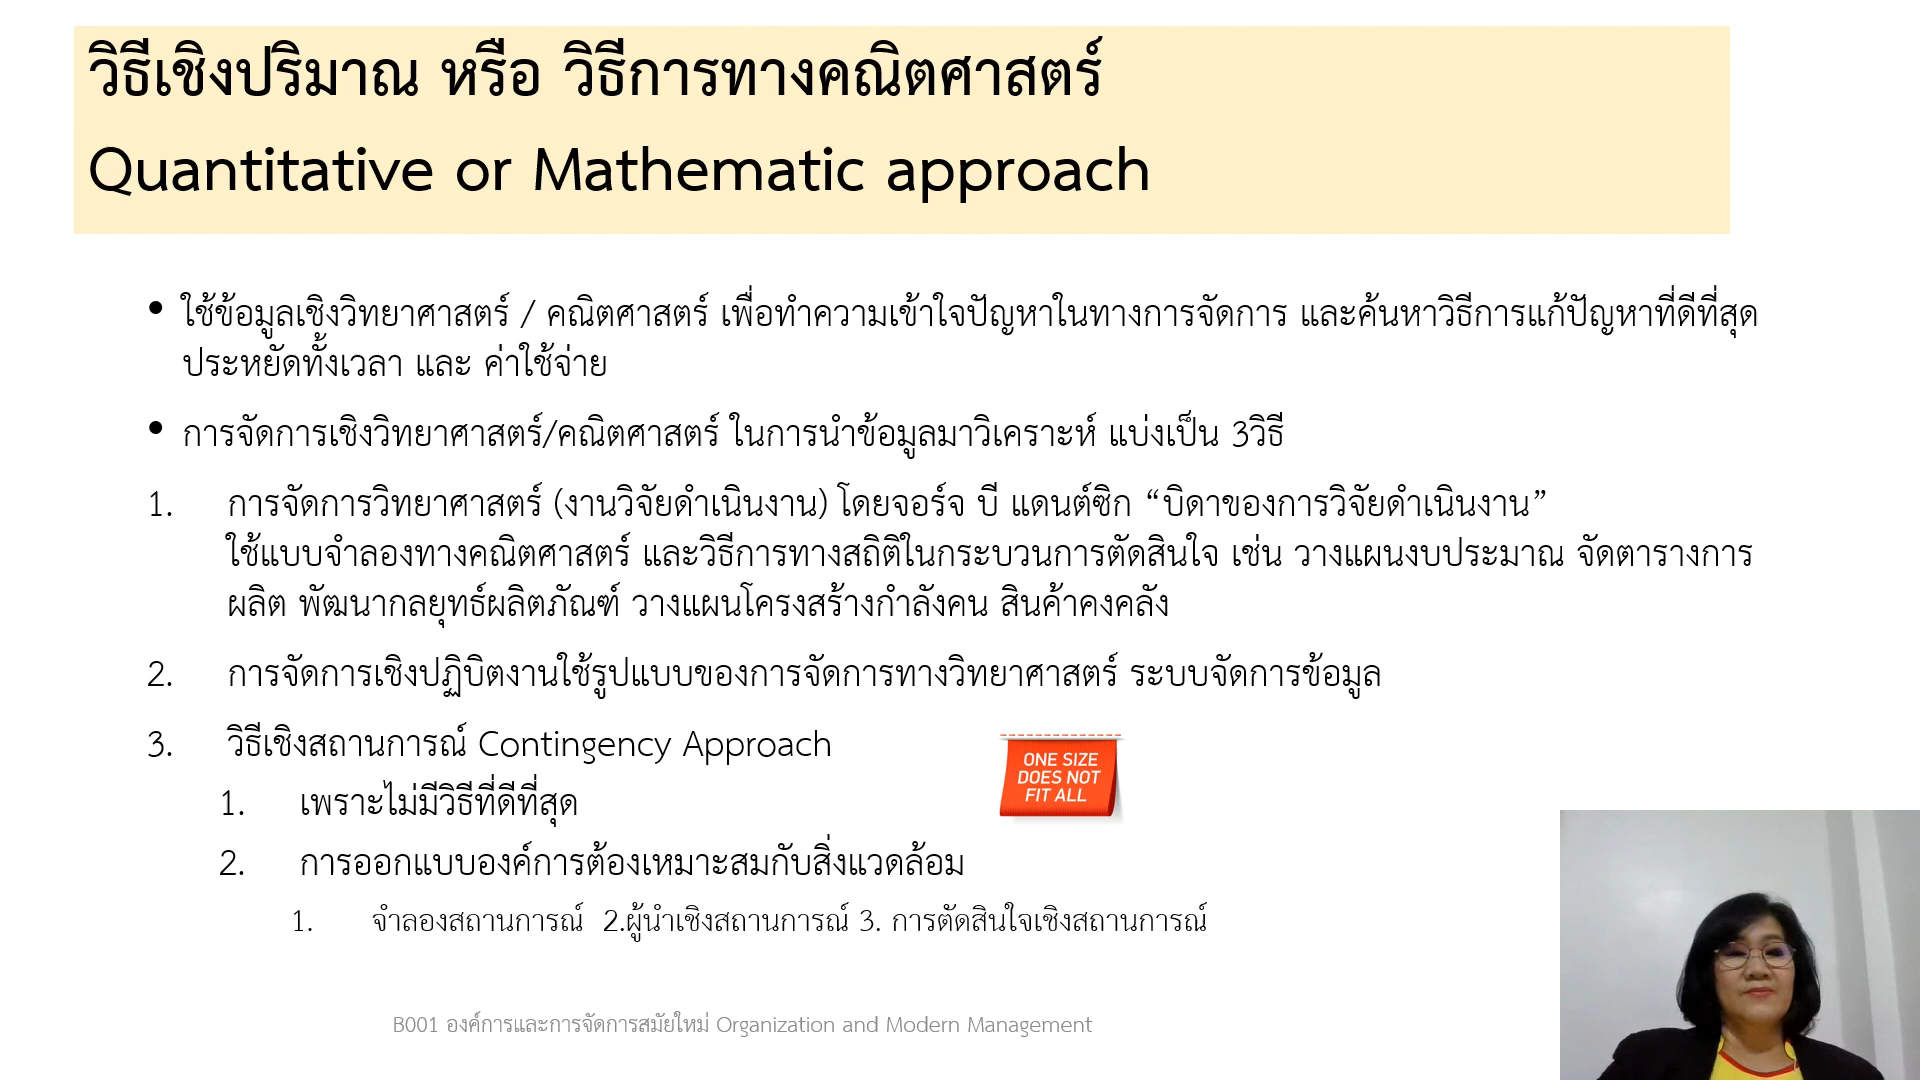 วิธีเชิงปริมาณ หรือ วิธีการทางคณิตศาสตร์
Quantitative or Mathematic approach
• ใช้ข้อมูลเชิงวิทยาศาสตร์ / คณิตศาสตร์ เพื่อทำความเข้าใจปัญหาในทางการจัดการ และค้นหาวิธีการแก้ปัญหาที่ดีที่สุด
ประหยัดทั้งเวลา และ ค่าใช้จ่าย
• การจัดการเชิงวิทยาศาสตร์/คณิตศาสตร์ ในการนำข้อมูลมาวิเคราะห์ แบ่งเป็น 3วิธี
1. การจัดการวิทยาศาสตร์ (งานวิจัยดำเนินงาน) โดยจอร์จ บี แดนต์ซิก “บิดาของการวิจัยดำเนินงาน”
ใช้แบบจำลองทางคณิตศาสตร์ และวิธีการทางสถิติในกระบวนการตัดสินใจ เช่น วางแผนงบประมาณ จัดตารางการ
ผลิต พัฒนากลยุทธ์ผลิตภัณฑ์ วางแผนโครงสร้างกำลังคน สินค้าคงคลัง
2. การจัดการเชิงปฏิบิตงานใช้รูปแบบของการจัดการทางวิทยาศาสตร์ ระบบจัดการข้อมูล
3. วิธีเชิงสถานการณ์ Contingency Approach
1. เพราะไม่มีวิธีที่ดีที่สุด
2. การออกแบบองค์การต้องเหมาะสมกับสิ่งแวดล้อม
1. จำลองสถานการณ์ 2.ผู้นำเชิงสถานการณ์ 3. การตัดสินใจเชิงสถานการณ์
ONE SIZE
DOES NOT
FIT ALL
B001 องค์การและการจัดการสมัยใหม่ Organization and Modern Management